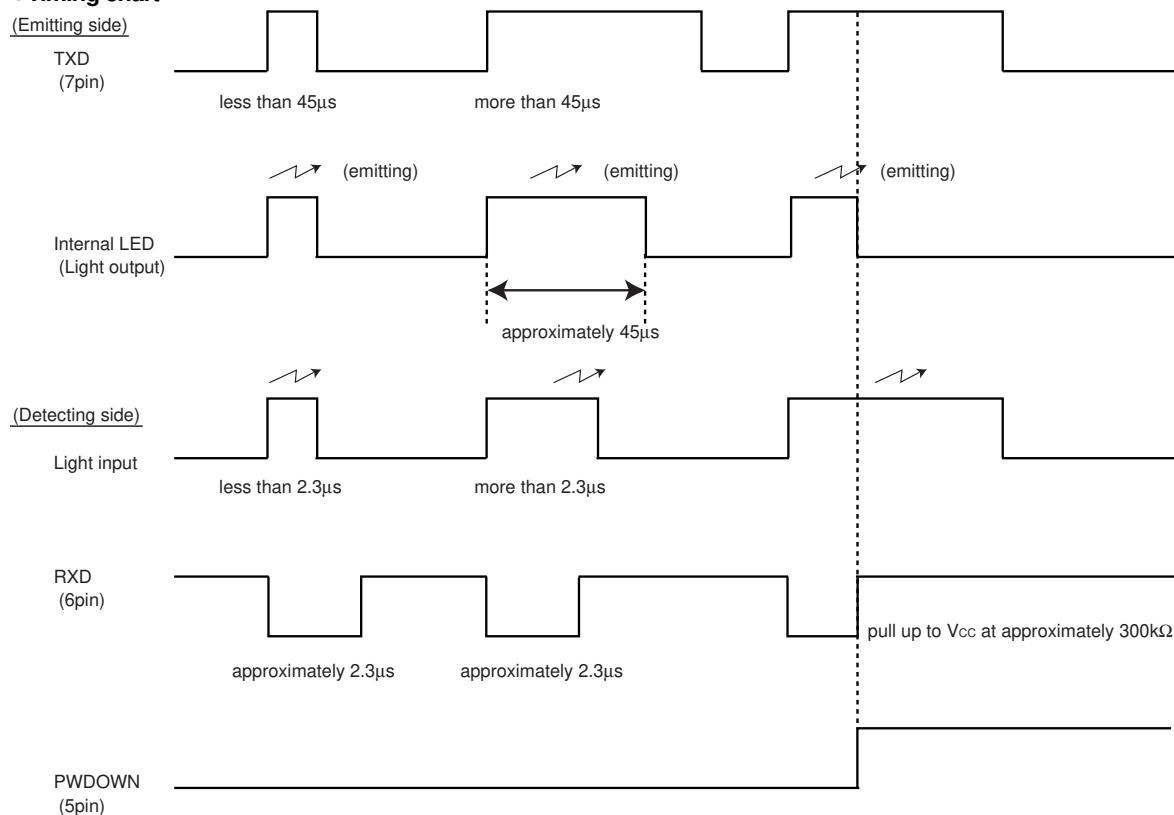 Timing chart
(Emitting side)
TXD
(7pin)
less than 45μs
more than 45μs
(emitting)
(emitting)
(emitting)
Internal LED
(Light output)
approximately 45μs
(Detecting side)
Light input
less than 2.3μs
more than 2.3μs
RXD
(6pin)
pull up to VCC at approximately 300kΩ
approximately 2.3μs
approximately 2.3μs
PWDOWN
(5pin)